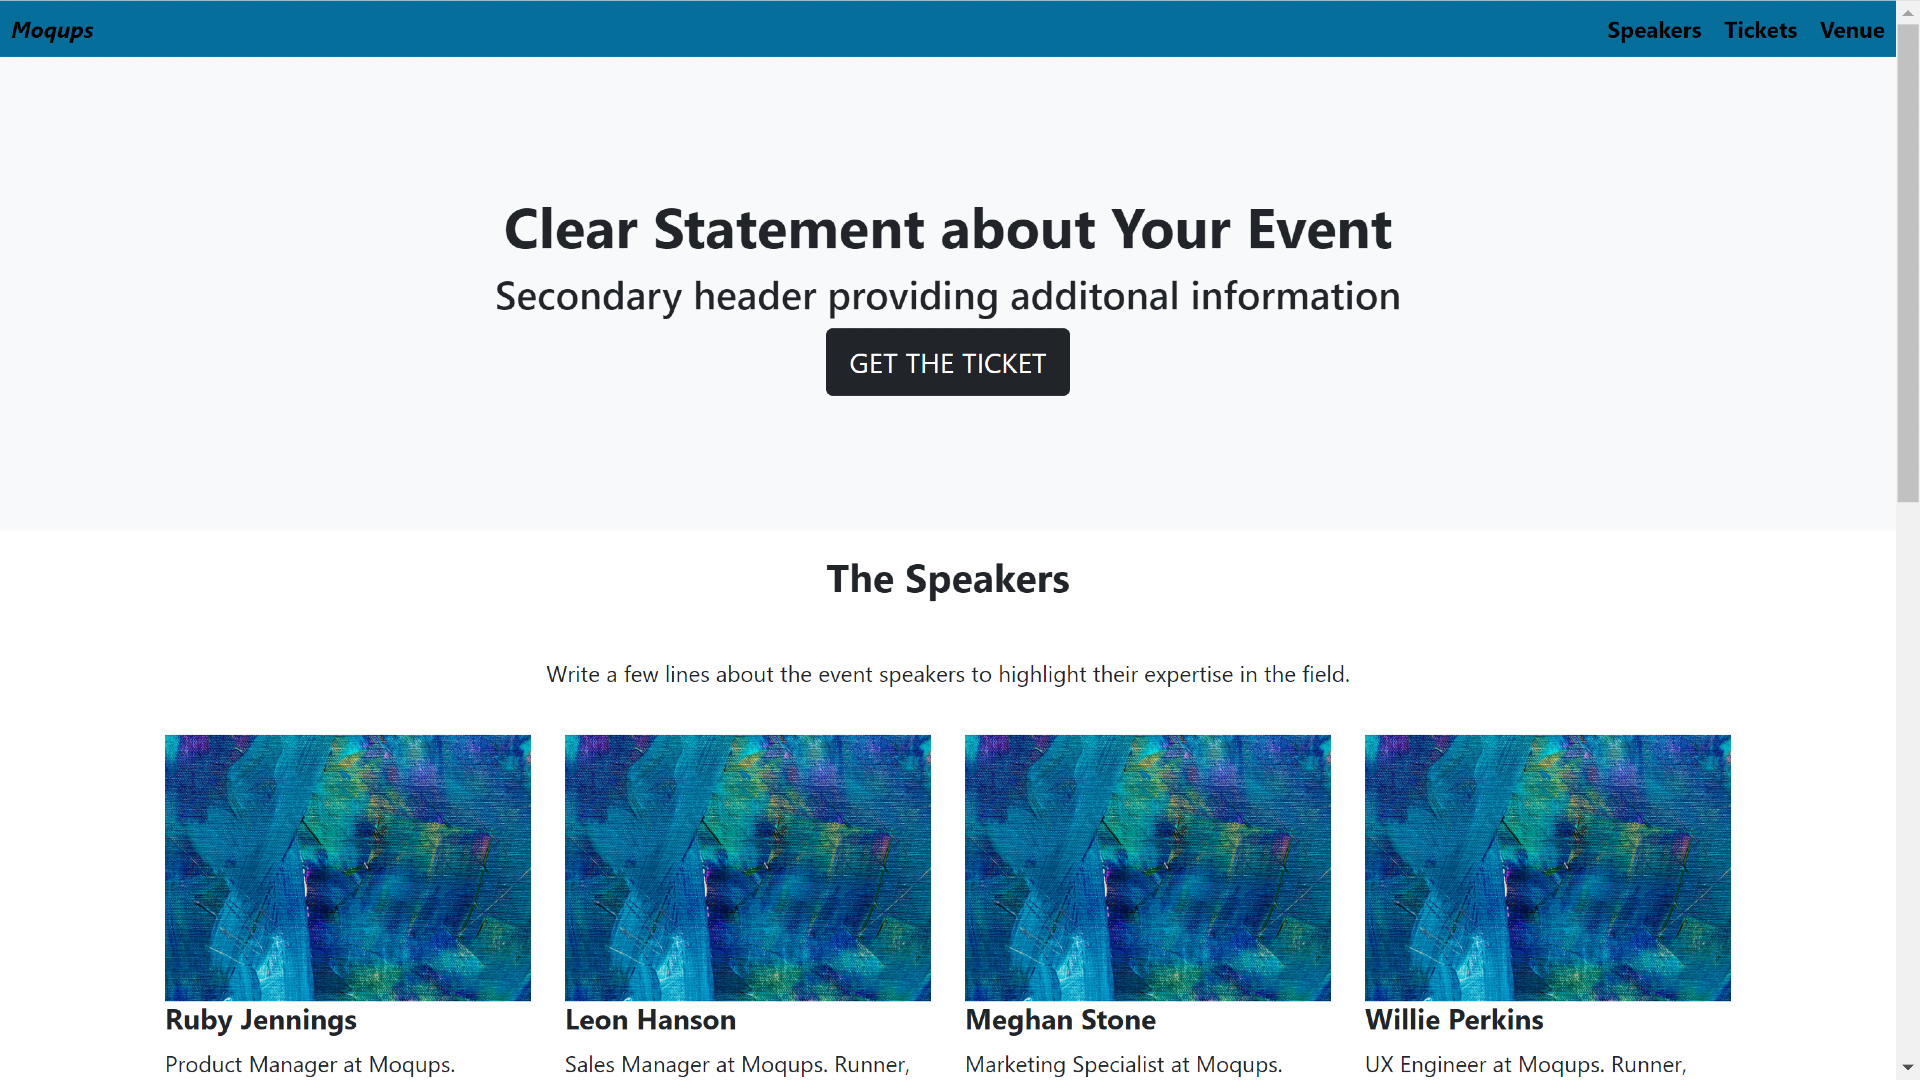 Moqups
Speakers Tickets Venue
Clear Statement about Your Event
Secondary header providing additonal information
GET THE TICKET
The Speakers
Write a few lines about the event speakers to highlight their expertise in the field.
Ruby Jennings
Product Manager at Moqups.
Leon Hanson
Sales Manager at Moqups. Runner,
Meghan Stone
Marketing Specialist at Moqups.
Willie Perkins
UX Engineer at Moqups. Runner,